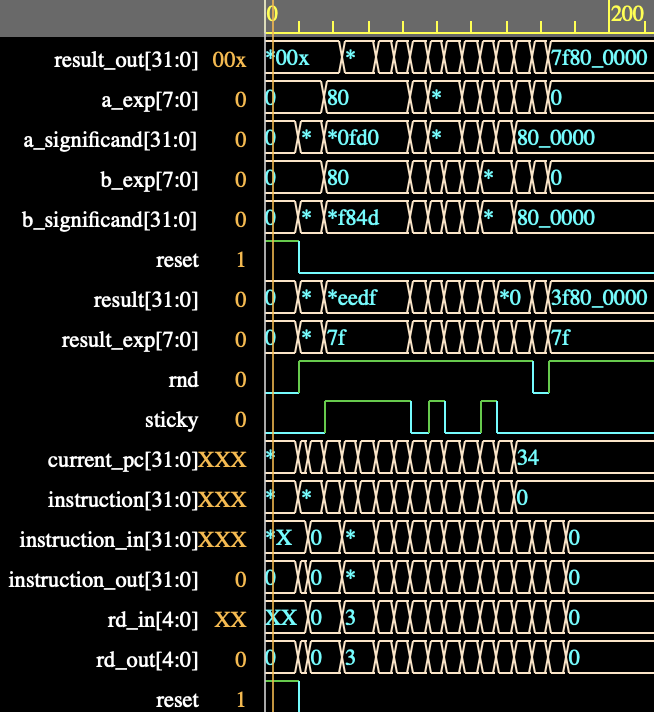 0 200
result_out[31:0] 00x *00x * 7f80_0000
a_exp[7:0] 0 0 80 * 0
a_significand[31:0] 0 0 * *0fd0 * 80_0000
b_exp[7:0] 0 0 80 * 0
b_significand[31:0] 0 0 * *f84d * 80_0000
reset 1
result[31:0] 0 0 * *eedf *0 3f80_0000
result_exp[7:0] 0 0 * 7f 7f
rnd 0
sticky 0
current_pc[31:0]XXX * 34
instruction[31:0]XXX * * 0
instruction_in[31:0]XXX *X 0 * 0
instruction_out[31:0] 0 0 0 * 0
rd_in[4:0] XX XX 0 3 0
rd_out[4:0] 0 0 0 3 0
reset 1